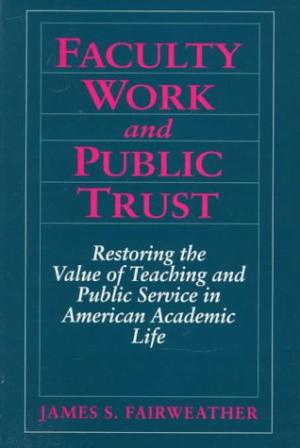 FACULTY
WORK
and
PUBLIC
TRUST
Restoring the
Value of Teaching and
Public Service in
American Academic
Life
JAMES S. FAIRWEATHER